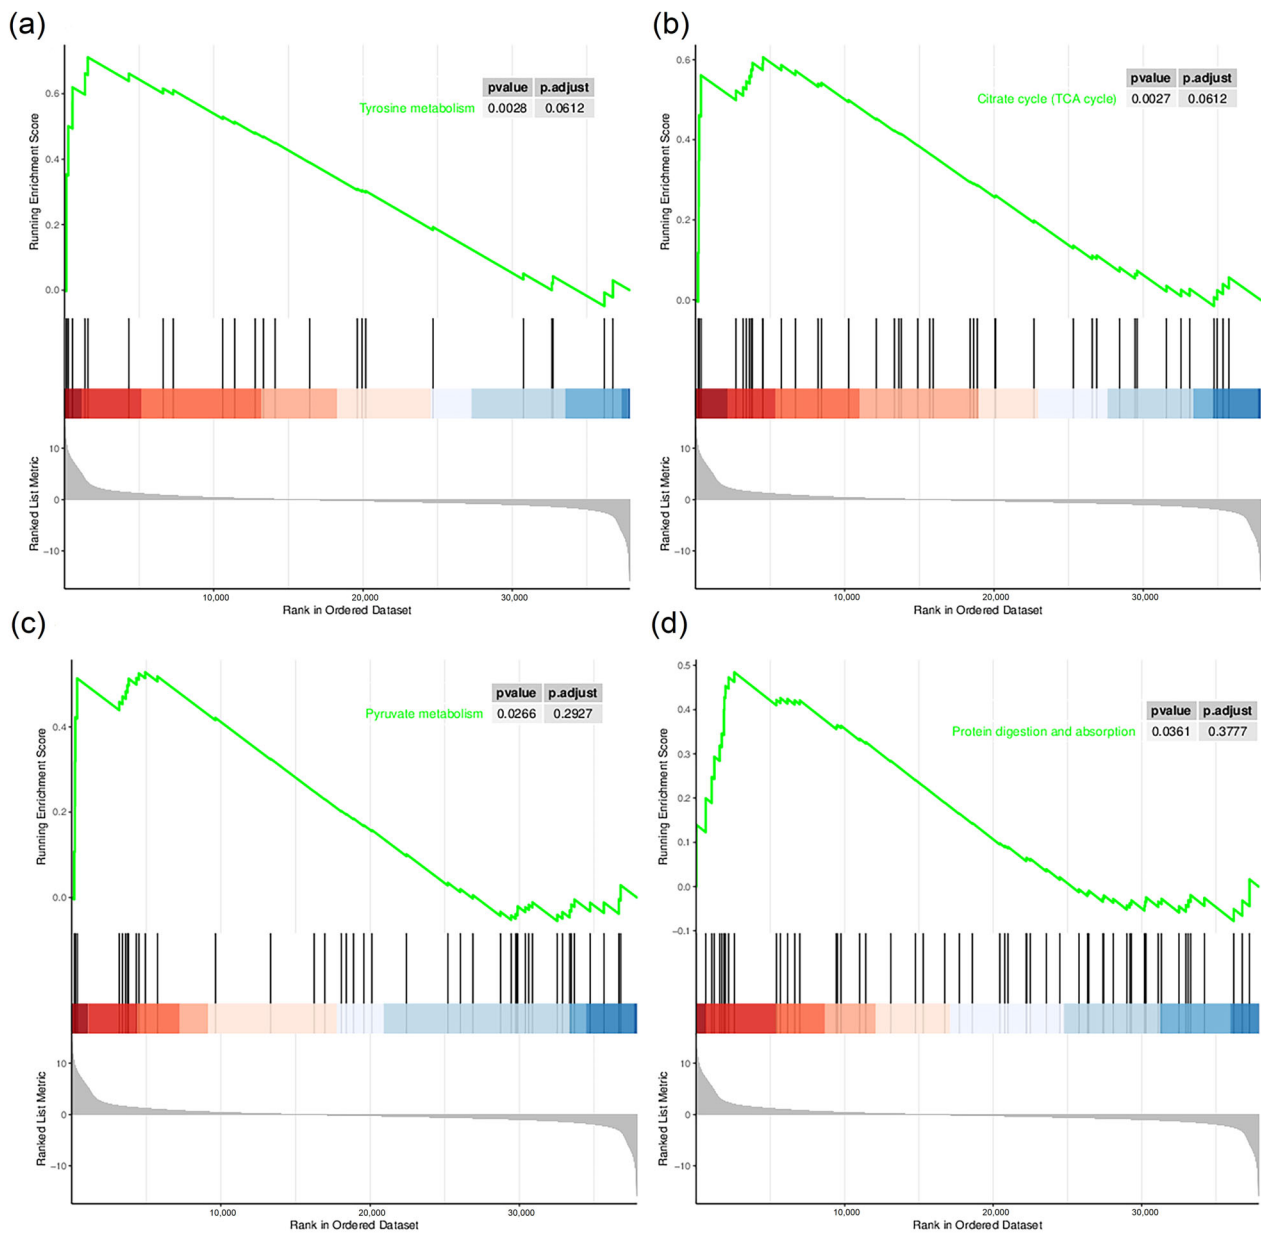 (a)
Running Enrichment Score
0.6
0.4
0.2
0.0
pvalue p.adjust
Tyrosine metabolism 0.0028 0.0612
Ranked List Metric
10
0
−10
10,000 20,000 30,000
Rank in Ordered Dataset
(b)
Running Enrichment Score
0.6
0.4
0.2
0.0
pvalue p.adjust
Citrate cycle (TCA cycle) 0.0027 0.0612
Ranked List Metric
10
0
−10
10,000 20,000 30,000
Rank in Ordered Dataset
(c)
Running Enrichment Score
0.4
0.2
0.0
pvalue p.adjust
Pyruvate metabolism 0.0266 0.2927
Ranked List Metric
10
0
−10
10,000 20,000 30,000
Rank in Ordered Dataset
(d)
Running Enrichment Score
0.5
0.4
0.3
0.2
0.1
0.0
−0.1
pvalue p.adjust
Protein digestion and absorption 0.0361 0.3777
Ranked List Metric
10
0
−10
10,000 20,000 30,000
Rank in Ordered Dataset